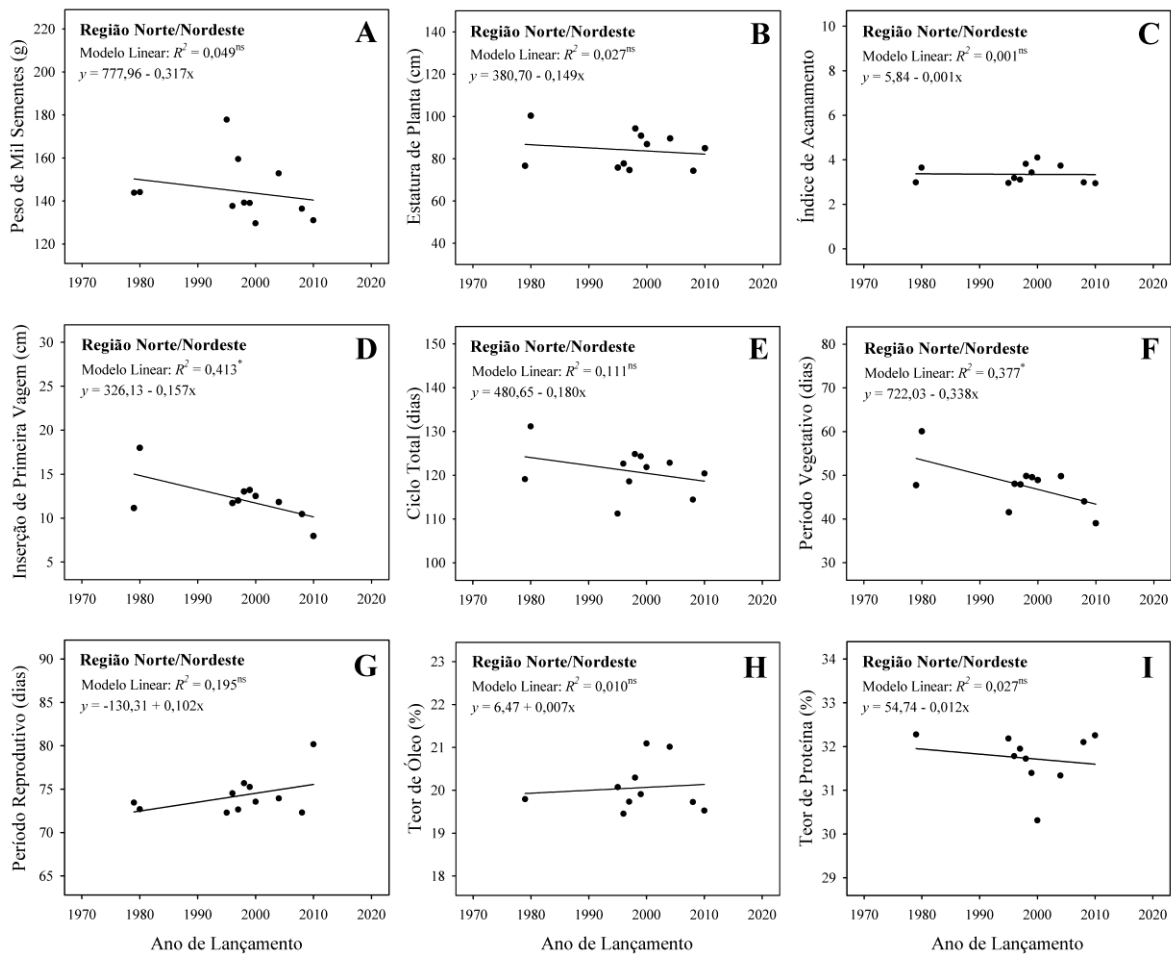 Região Norte/Nordeste
A
Modelo Linear: R² = 0,049ns
y = 777,96 - 0,317x
Peso de Mil Sementes (g)
220
200
180
160
140
120
1970 1980 1990 2000 2010 2020
Região Norte/Nordeste
B
Modelo Linear: R² = 0,027ns
y = 380,70 - 0,149x
Estatura de Planta (cm)
140
120
100
80
60
40
1970 1980 1990 2000 2010 2020
Região Norte/Nordeste
C
Modelo Linear: R² = 0,001ns
y = 5,84 - 0,001x
Índice de Acamamento
10
8
6
4
2
0
1970 1980 1990 2000 2010 2020
Região Norte/Nordeste
D
Modelo Linear: R² = 0,413*
y = 326,13 - 0,157x
Inserção de Primeira Vagem (cm)
30
25
20
15
10
5
1970 1980 1990 2000 2010 2020
Região Norte/Nordeste
E
Modelo Linear: R² = 0,111ns
y = 480,65 - 0,180x
Ciclo Total (dias)
150
140
130
120
110
100
1970 1980 1990 2000 2010 2020
Região Norte/Nordeste
F
Modelo Linear: R² = 0,377*
y = 722,03 - 0,338x
Período Vegetativo (dias)
80
70
60
50
40
30
1970 1980 1990 2000 2010 2020
Região Norte/Nordeste
G
Modelo Linear: R² = 0,195ns
y = -130,31 + 0,102x
Período Reprodutivo (dias)
90
85
80
75
70
65
1970 1980 1990 2000 2010 2020
Ano de Lançamento
Região Norte/Nordeste
H
Modelo Linear: R² = 0,010ns
y = 6,47 + 0,007x
Teor de Óleo (%)
23
22
21
20
19
18
1970 1980 1990 2000 2010 2020
Ano de Lançamento
Região Norte/Nordeste
I
Modelo Linear: R² = 0,027ns
y = 54,74 - 0,012x
Teor de Proteína (%)
34
33
32
31
30
29
1970 1980 1990 2000 2010 2020
Ano de Lançamento